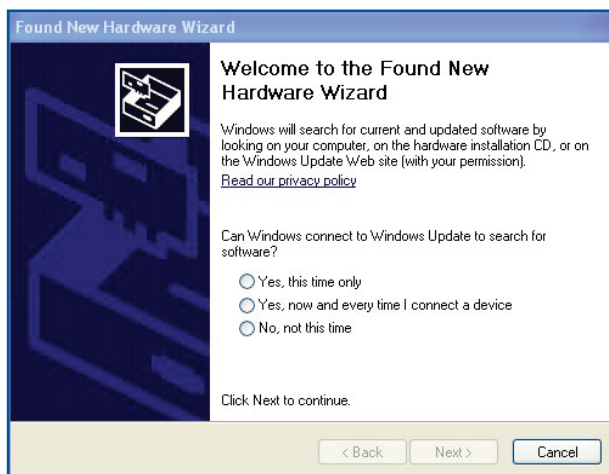 Found New Hardware Wizard
Welcome to the Found New
Hardware Wizard
Windows will search for current and updated software by
looking on your computer, on the hardware installation CD, or on
the Windows Update Web site (with your permission).
Read our privacy policy
Can Windows connect to Windows Update to search for
software?
Yes, this time only
Yes, now and every time I connect a device
No, not this time
Click Next to continue.
< Back
Next >
Cancel